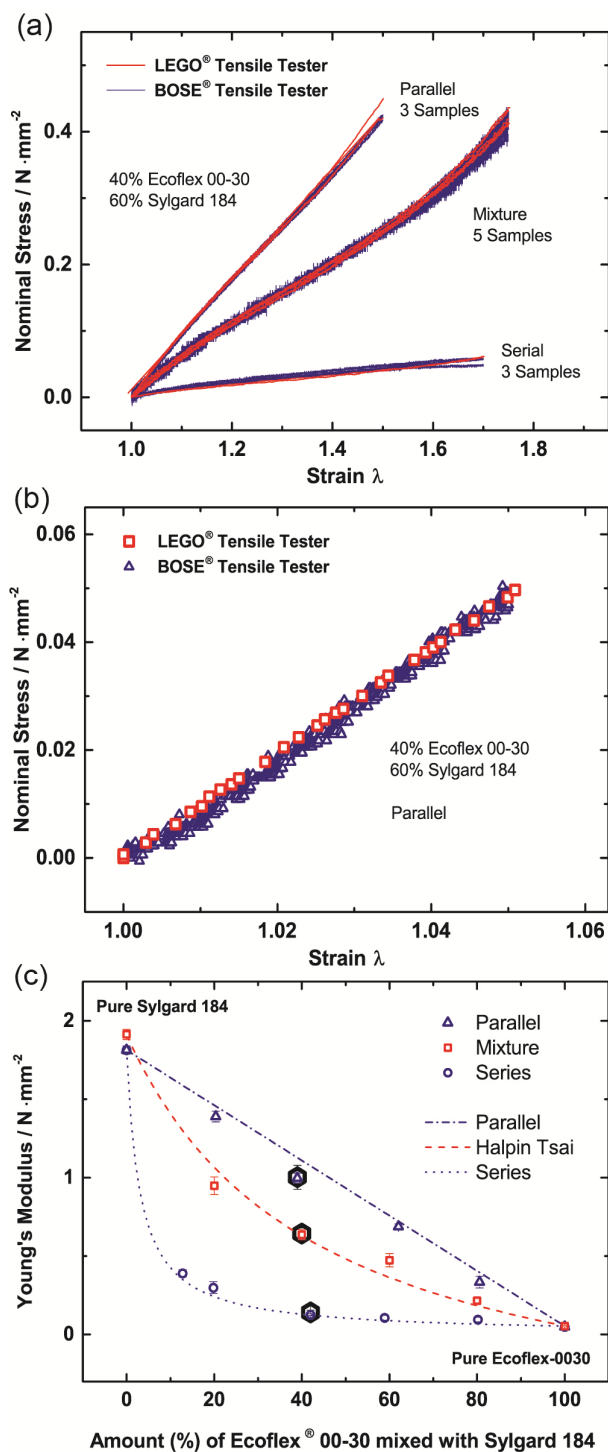 (a)
LEGO® Tensile Tester
BOSE® Tensile Tester
Parallel
3 Samples
40% Ecoflex 00-30
60% Sylgard 184
Mixture
5 Samples
Serial
3 Samples
Nominal Stress / N·mm-2
0.4
0.2
0.0
1.0 1.2 1.4 1.6 1.8
Strain λ
(b)
LEGO® Tensile Tester
BOSE® Tensile Tester
40% Ecoflex 00-30
60% Sylgard 184
Parallel
Nominal Stress / N·mm-2
0.06
0.04
0.02
0.00
1.00 1.02 1.04 1.06
Strain λ
(c)
Pure Sylgard 184
Parallel
Mixture
Series
Parallel
Halpin Tsai
Series
Pure Ecoflex-0030
Young's Modulus / N·mm-2
2
1
0
0 20 40 60 80 100
Amount (%) of Ecoflex® 00-30 mixed with Sylgard 184